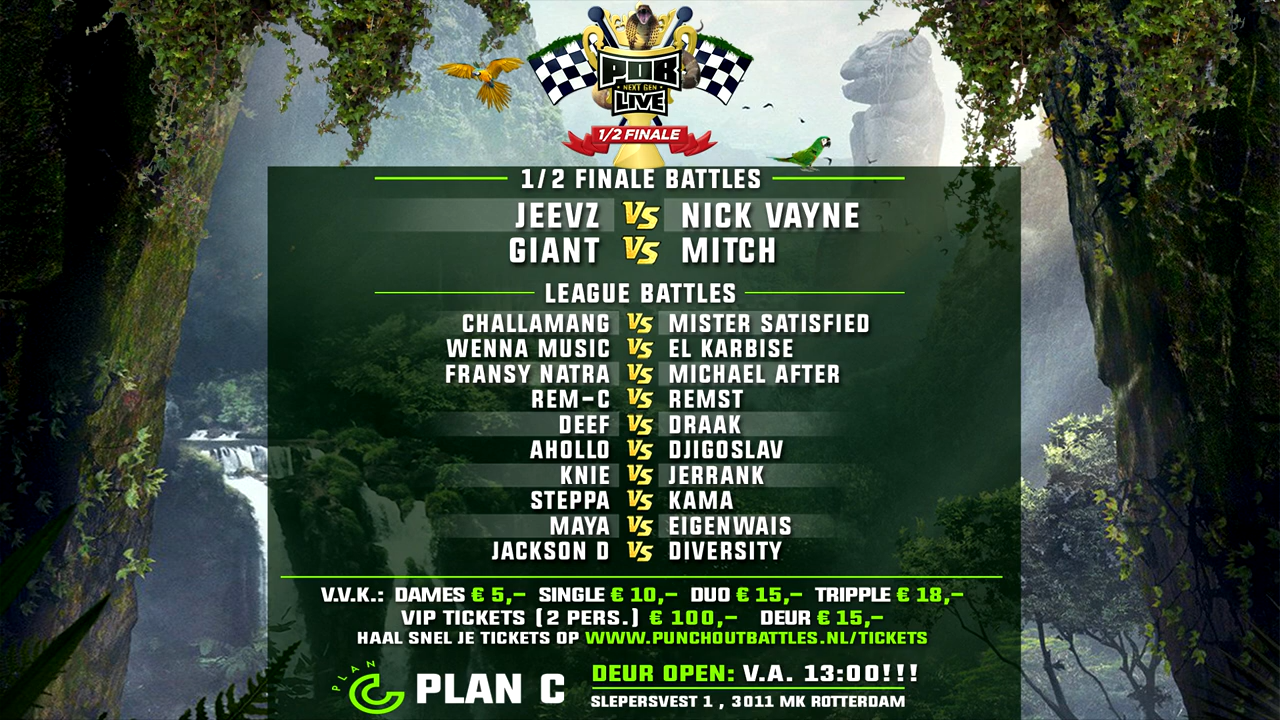 POB
NEXT GEN
LIVE
1/2 FINALE
1/2 FINALE BATTLES
JEEVZ VS NICK VAYNE
GIANT VS MITCH
LEAGUE BATTLES
CHALLAMANG VS MISTER SATISFIED
WENNA MUSIC VS EL KARBISE
FRANSY NATRA VS MICHAEL AFTER
REM-C VS REMST
DEEF VS DRAAK
AHOLLO VS DJIGOSLAV
KNIE VS JERRANK
STEPPA VS KAMA
MAYA VS EIGENWAIS
JACKSON D VS DIVERSITY
V.V.K.: DAMES € 5,- SINGLE € 10,- DUO € 15,- TRIPPLE € 18,-
VIP TICKETS (2 PERS.) € 100,- DEUR € 15,-
HAAL SNEL JE TICKETS OP WWW.PUNCHOUTBATTLES.NL/TICKETS
PLAN
PLAN C
DEUR OPEN: V.A. 13:00!!!
SLEPERSVEST 1 , 3011 MK ROTTERDAM